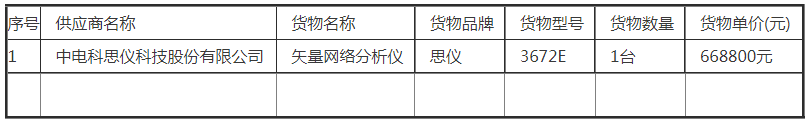 序号 供应商名称 货物名称 货物品牌 货物型号 货物数量 货物单价(元)
1 中电科思仪科技股份有限公司 矢量网络分析仪 思仪 3672E 1台 668800元